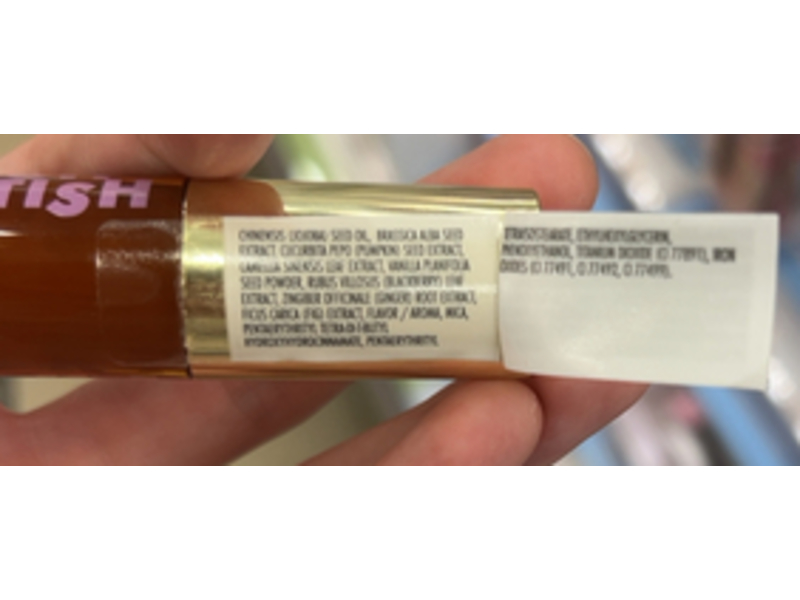 TISH
CHINENSIS (JOJOBA) SEED OIL, BRASSICA ALBA SEED
EXTRACT, CUCURBITA PEPO (PUMPKIN) SEED EXTRACT,
CAMELLIA SINENSIS LEAF EXTRACT, VANILLA PLANIFOLIA
SEED POWDER, RUBUS VILLOSUS (BLACKBERRY) LEAF
EXTRACT, ZINGIBER OFFICINALE (GINGER) ROOT EXTRACT,
FICUS CARICA (FIG) EXTRACT, FLAVOR / AROMA, MICA,
PENTAERYTHRITYL TETRA-DI-T-BUTYL
HYDROXYHYDROCINNAMATE, PENTAERYTHRITYL
TETRAISOSTEARATE, ETHYLHEXYLGLYCERIN,
PHENOXYETHANOL, TITANIUM DIOXIDE (CI 77891), IRON
OXIDES (CI 77491, CI 77492, CI 77499).